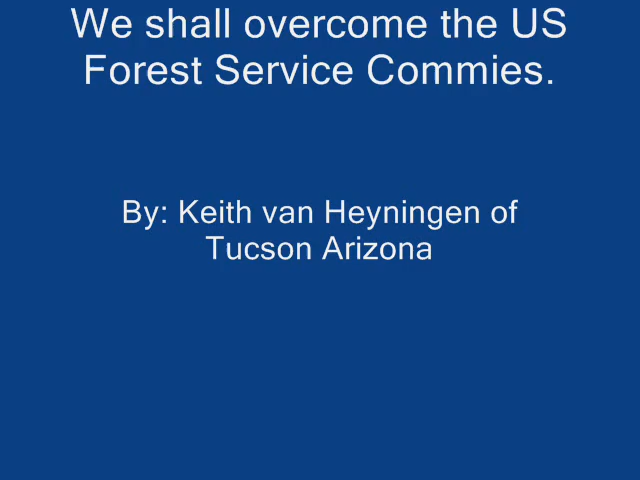 We shall overcome the US
Forest Service Commies.
By: Keith van Heyningen of
Tucson Arizona